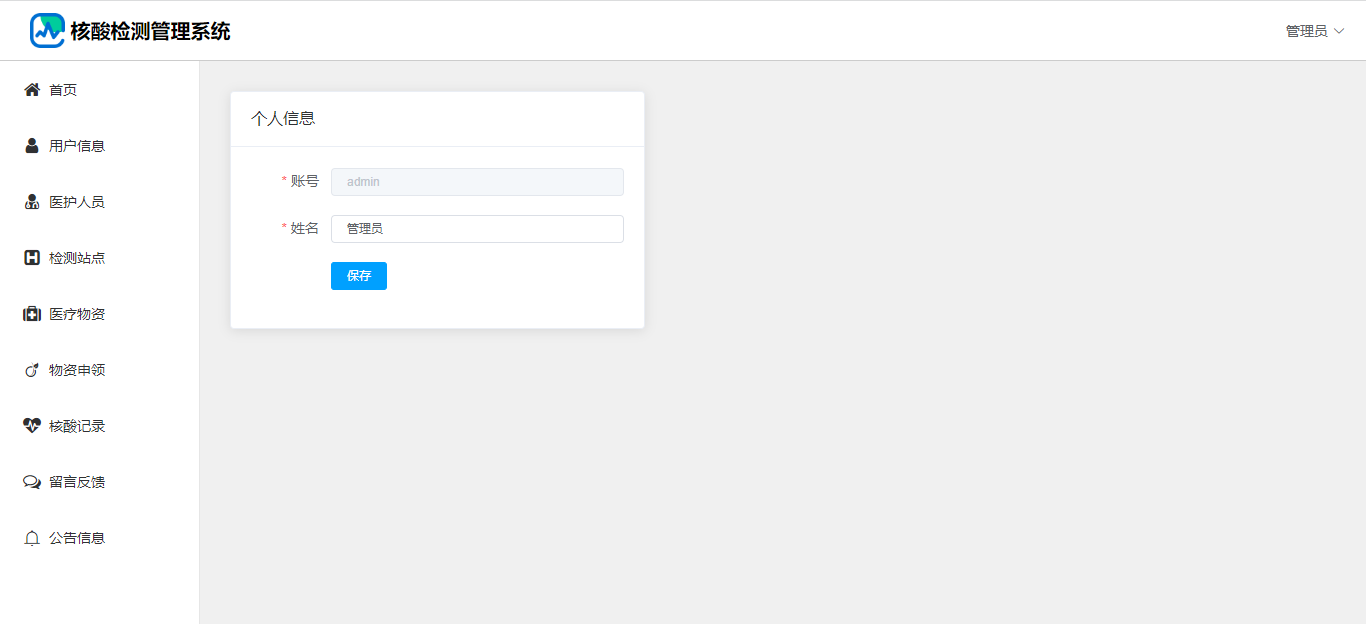 核酸检测管理系统
管理员
首页
用户信息
医护人员
检测站点
医疗物资
物资申领
核酸记录
留言反馈
公告信息
个人信息
* 账号 admin
* 姓名 管理员
保存